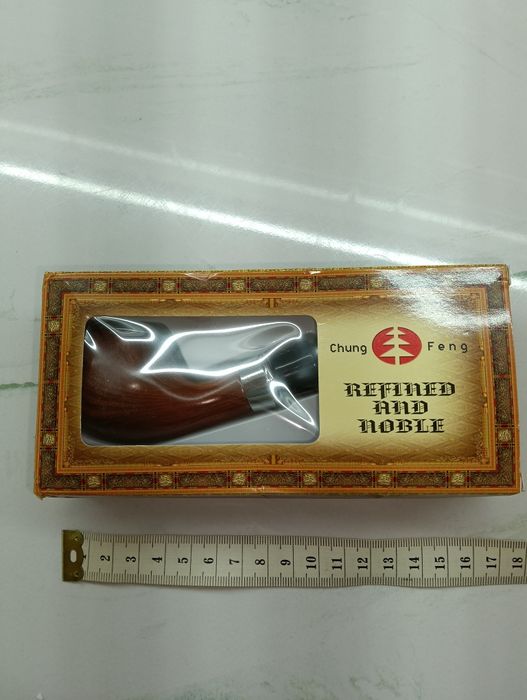 Chung Feng
REFINED
AND
NOBLE
1 2 3 4 5 6 7 8 9 10 11 12 13 14 15 16 17 18